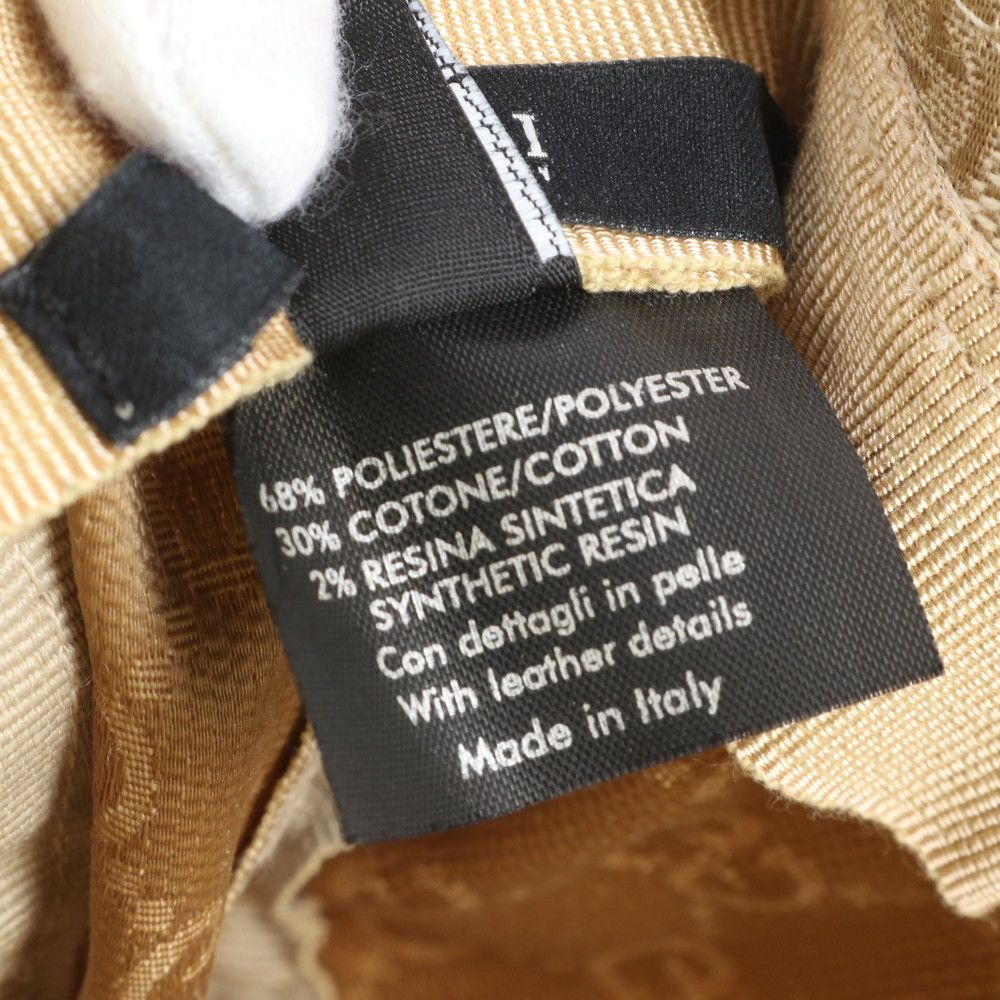 68% POLIESTERE/POLYESTER
30% COTONE/COTTON
2% RESINA SINTETICA
SYNTHETIC RESIN
Con dettagli in pelle
With leather details
Made in Italy